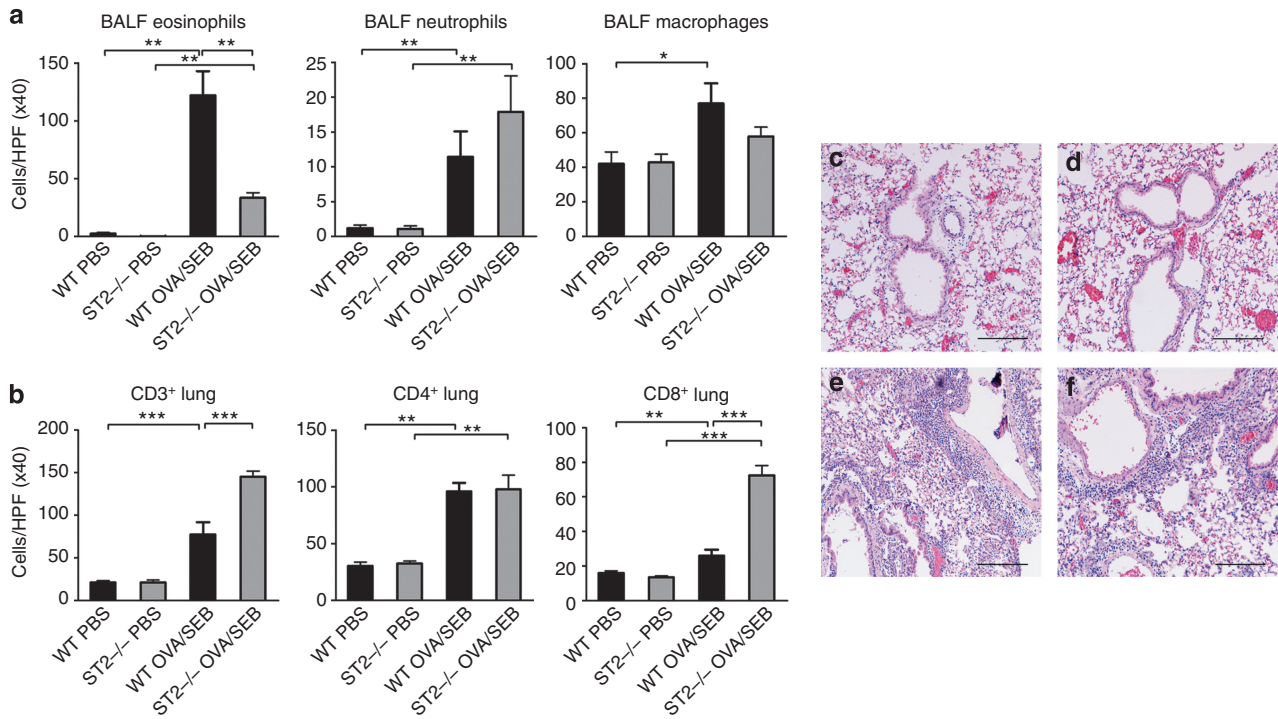 a
BALF eosinophils
** **
**
Cells/HPF (x40)
150
100
50
0
WT PBS
ST2–/– PBS
WT OVA/SEB
ST2–/– OVA/SEB
BALF neutrophils
**
**
25
20
15
10
5
0
WT PBS
ST2–/– PBS
WT OVA/SEB
ST2–/– OVA/SEB
BALF macrophages
*
100
80
60
40
20
0
WT PBS
ST2–/– PBS
WT OVA/SEB
ST2–/– OVA/SEB
b
CD3+ lung
*** ***
Cells/HPF (x40)
200
150
100
50
0
WT PBS
ST2–/– PBS
WT OVA/SEB
ST2–/– OVA/SEB
CD4+ lung
**
**
150
100
50
0
WT PBS
ST2–/– PBS
WT OVA/SEB
ST2–/– OVA/SEB
CD8+ lung
** ***
***
100
80
60
40
20
0
WT PBS
ST2–/– PBS
WT OVA/SEB
ST2–/– OVA/SEB
c
d
e
f